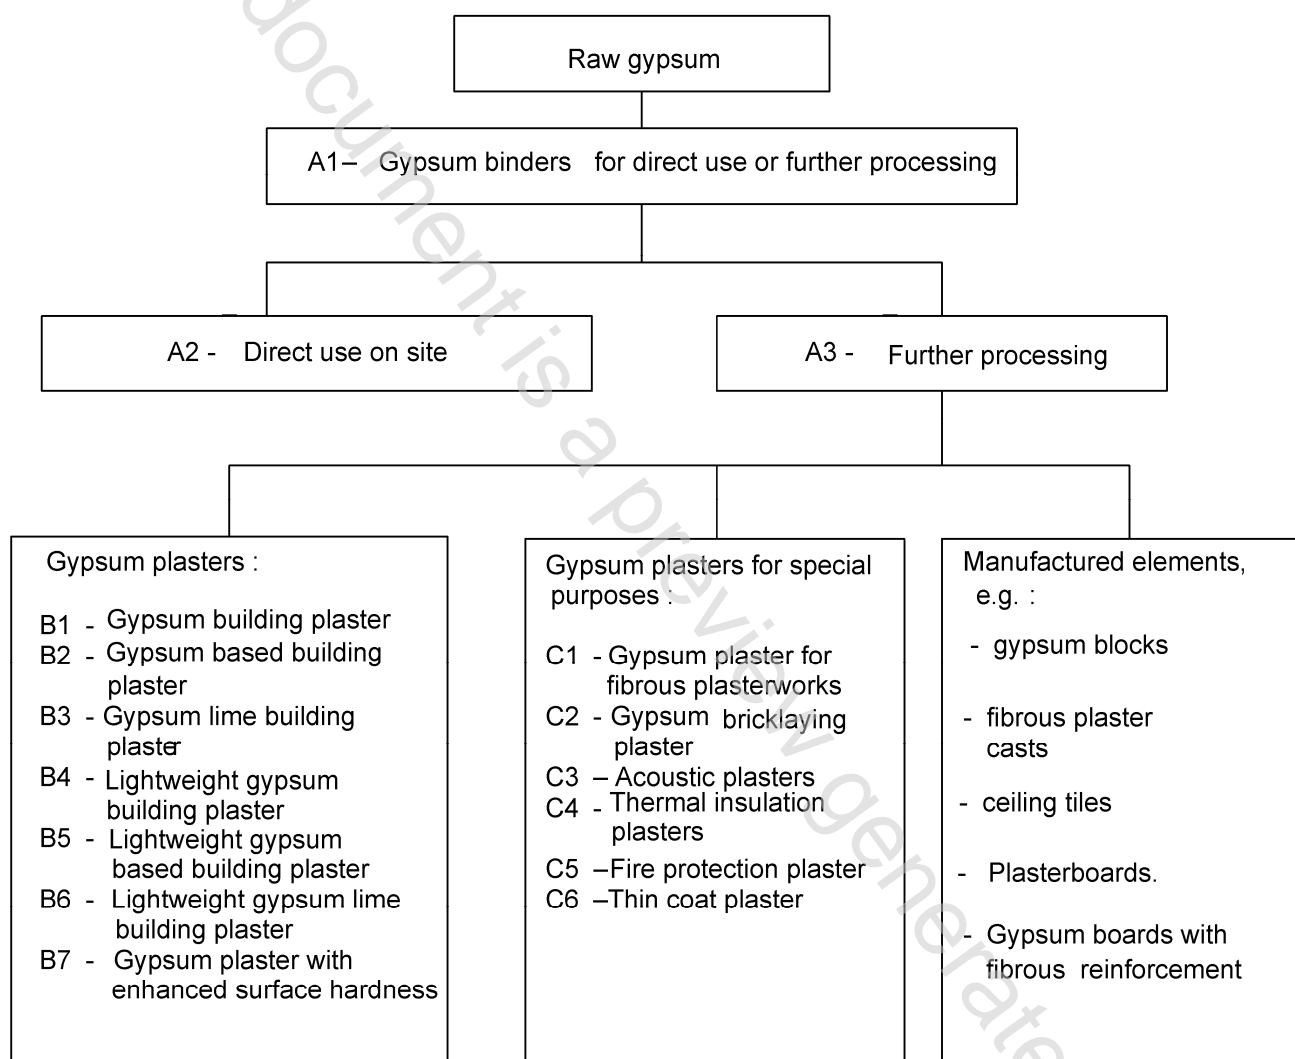 Raw gypsum
A1– Gypsum binders for direct use or further processing
A2 - Direct use on site
A3 - Further processing
Gypsum plasters :
B1 - Gypsum building plaster
B2 - Gypsum based building
plaster
B3 - Gypsum lime building
plaster
B4 - Lightweight gypsum
building plaster
B5 - Lightweight gypsum
based building plaster
B6 - Lightweight gypsum lime
building plaster
B7 - Gypsum plaster with
enhanced surface hardness
Gypsum plasters for special
purposes :
C1 - Gypsum plaster for
fibrous plasterworks
C2 - Gypsum bricklaying
plaster
C3 – Acoustic plasters
C4 - Thermal insulation
plasters
C5 –Fire protection plaster
C6 –Thin coat plaster
Manufactured elements,
e.g. :
- gypsum blocks
- fibrous plaster
casts
- ceiling tiles
- Plasterboards.
- Gypsum boards with
fibrous reinforcement
document is a preview generate